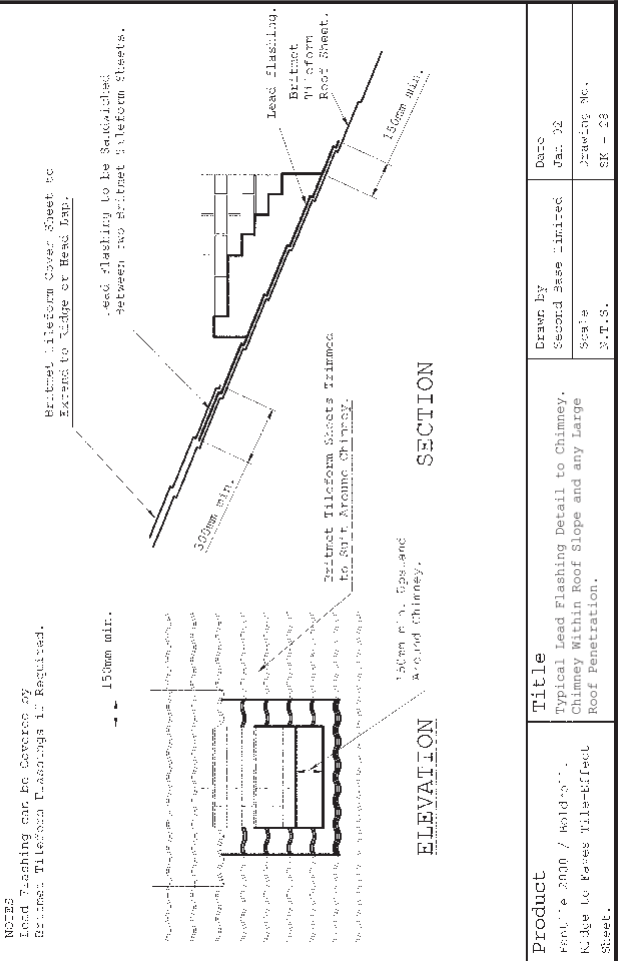 NOTES
Lead Flashing can be Covered by
Britmet Tileform Flashings if Required.
150mm min.
Britmet Tileform Cover Sheet to
Extend to Ridge or Head Lap.
Lead Flashing to be Sandwiched
Between Two Britmet Tileform Sheets.
Lead Flashing.
Britmet
Tileform
Roof Sheet.
150mm min.
300mm min.
Britmet Tileform Sheets Trimmed
to Suit Around Chimney.
150mm min. Upstand
Around Chimney.
ELEVATION
SECTION
Product
Pantile 2000 /
Ridge to Eaves Tile-Effect
Sheet.
Title
Typical Lead Flashing Detail to Chimney.
Chimney Within Roof Slope and any Large
Roof Penetration.
Drawn by
Second Base Limited
Date
Jan 02
Scale
N.T.S.
Drawing No.
SK - 28